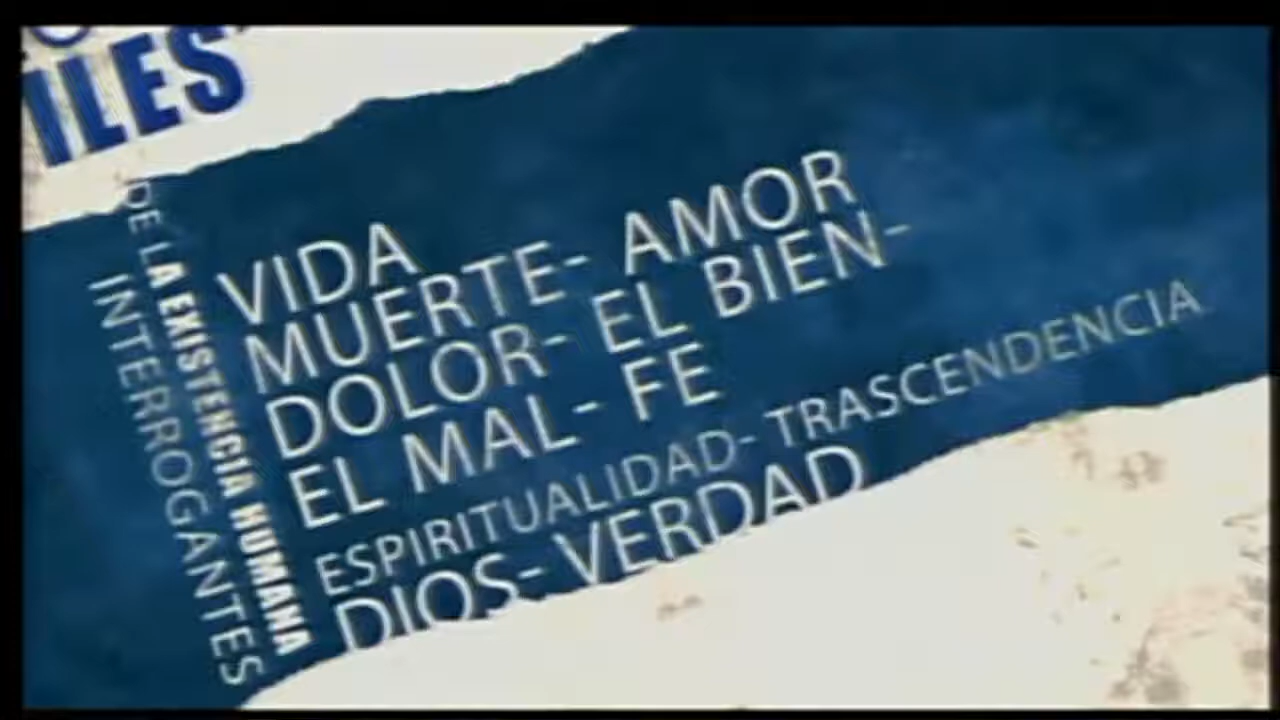 ILES
INTERROGANTES
DE LA EXISTENCIA HUMANA
VIDA
MUERTE- AMOR
DOLOR- EL BIEN-
EL MAL- FE
ESPIRITUALIDAD- TRASCENDENCIA
DIOS- VERDAD